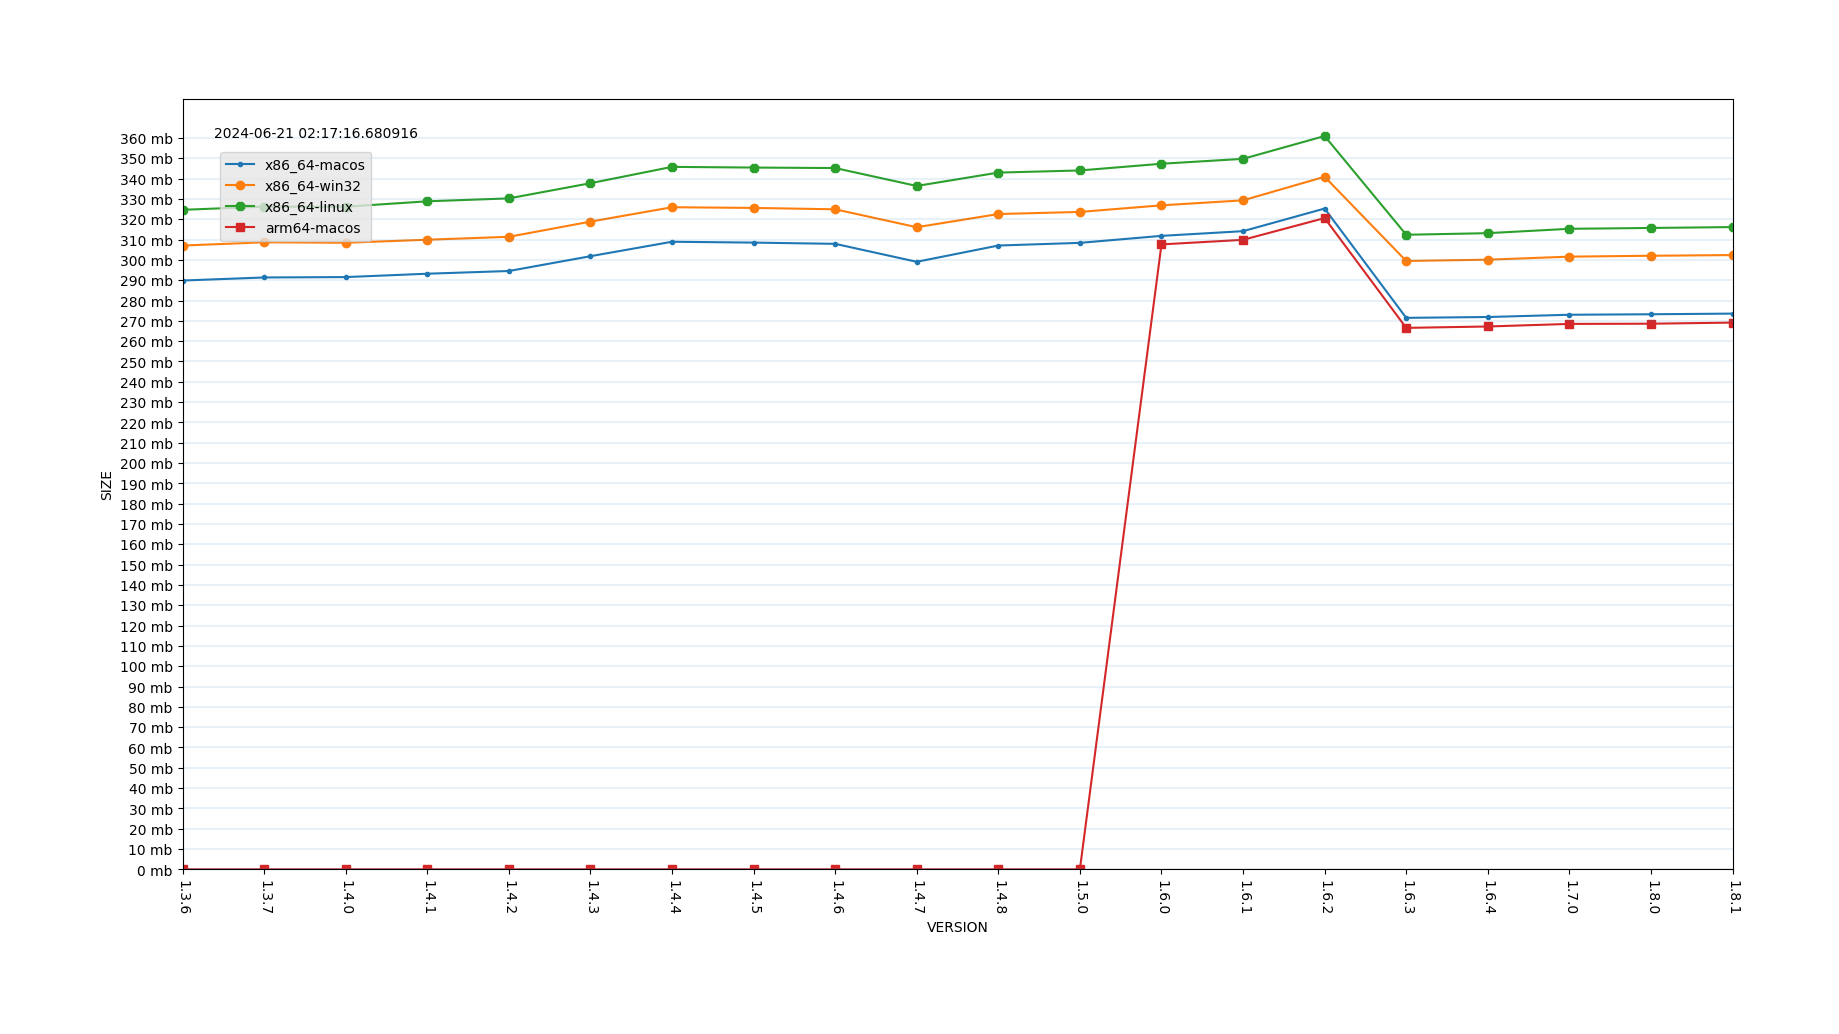 2024-06-21 02:17:16.680916
x86_64-macos
x86_64-win32
x86_64-linux
arm64-macos
360 mb
350 mb
340 mb
330 mb
320 mb
310 mb
300 mb
290 mb
280 mb
270 mb
260 mb
250 mb
240 mb
230 mb
220 mb
210 mb
200 mb
190 mb
180 mb
170 mb
160 mb
150 mb
140 mb
130 mb
120 mb
110 mb
100 mb
90 mb
80 mb
70 mb
60 mb
50 mb
40 mb
30 mb
20 mb
10 mb
0 mb
SIZE
1.3.6
1.3.7
1.4.0
1.4.1
1.4.2
1.4.3
1.4.4
1.4.5
1.4.6
1.4.7
1.4.8
1.5.0
1.6.0
1.6.1
1.6.2
1.6.3
1.6.4
1.7.0
1.8.0
1.8.1
VERSION